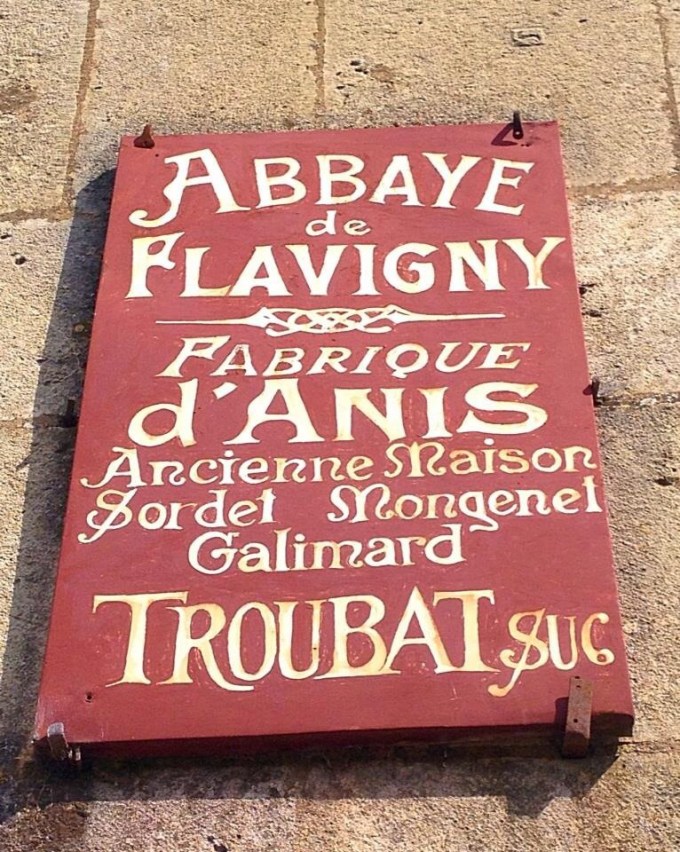 ABBAYE
de
FLAVIGNY
FABRIQUE
d'ANIS
Ancienne Maison
Sordet Mongenet
Galimard
TROUBAT SUC